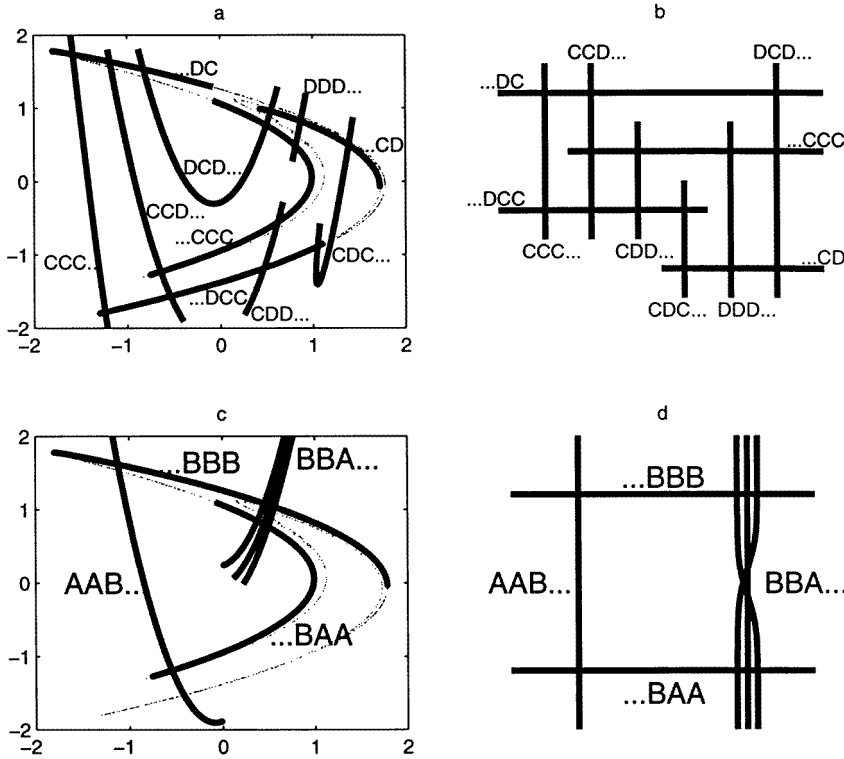 a
b
2
1
0
−1
−2
−2
−1
0
1
2
...DC
DDD...
...CD
DCD...
CCD...
...CCC
CCC...
CDC...
...DCC
CDD...
CCD...
DCD...
...DC
...CCC
...DCC
CCC...
CDD...
...CD
CDC...
DDD...
c
d
2
1
0
−1
−2
−2
−1
0
1
2
...BBB
BBA...
AAB...
...BAA
...BBB
AAB...
BBA...
...BAA